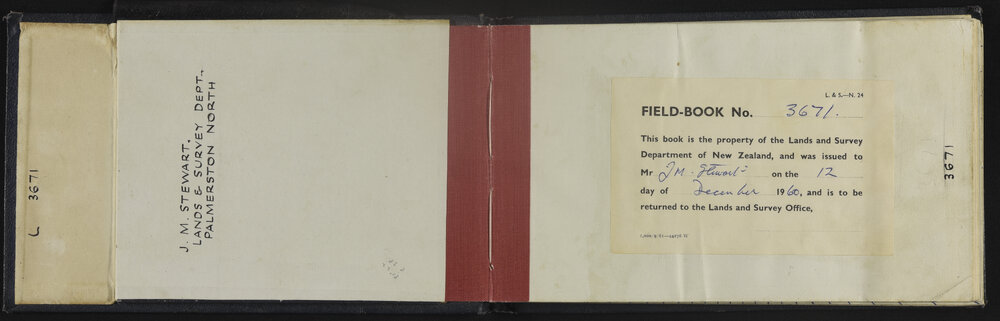 L 3671
J. M. STEWART,
LANDS & SURVEY DEPT.,
PALMERSTON NORTH
L. & S.—N. 24
FIELD-BOOK No. 3671.
This book is the property of the Lands and Survey
Department of New Zealand, and was issued to
Mr J M. Stewart on the 12
day of December 1960, and is to be
returned to the Lands and Survey Office,
3671